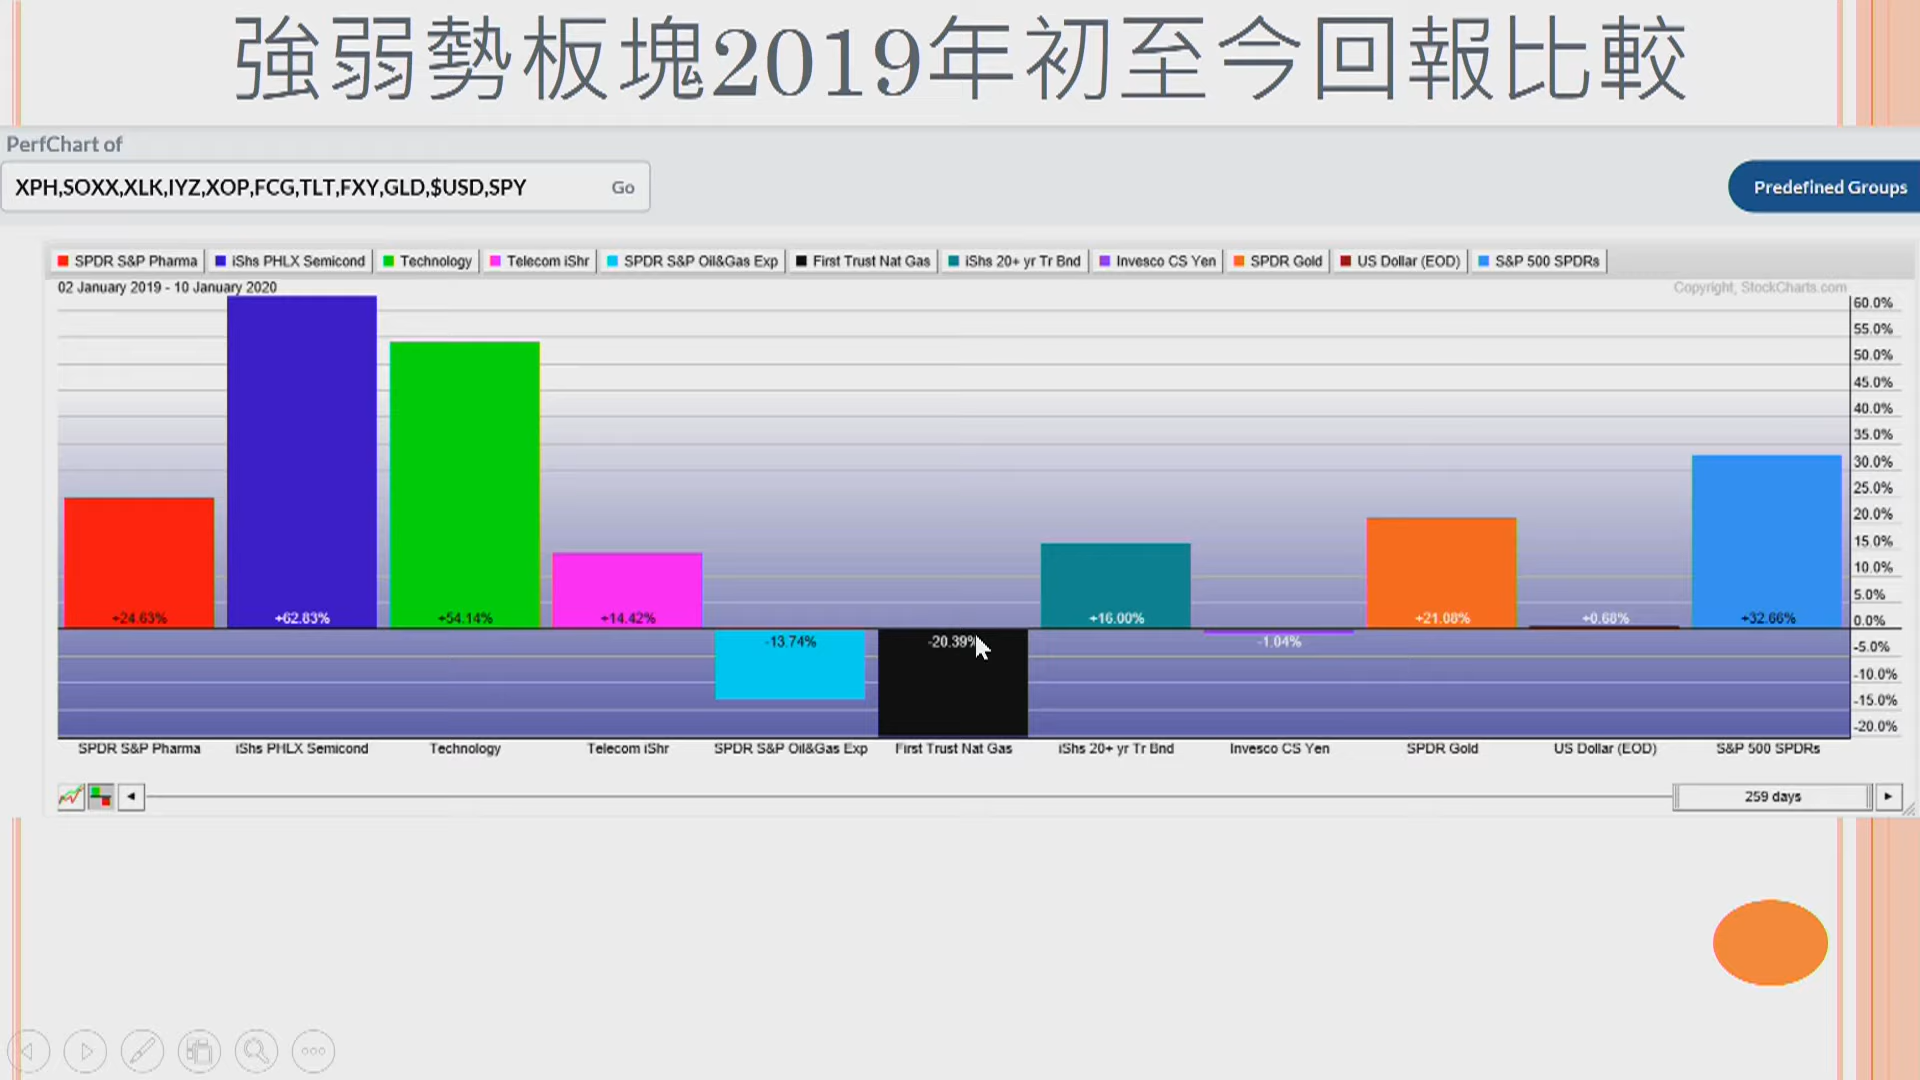 強弱勢板塊2019年初至今回報比較
PerfChart of
XPH,SOXX,XLK,IYZ,XOP,FCG,TLT,FXY,GLD,$USD,SPY Go
Predefined Groups
SPDR S&P Pharma iShs PHLX Semicond Technology Telecom iShr SPDR S&P Oil&Gas Exp First Trust Nat Gas iShs 20+ yr Tr Bnd Invesco CS Yen SPDR Gold US Dollar (EOD) S&P 500 SPDRs
02 January 2019 - 10 January 2020
Copyright, StockCharts.com
60.0%
55.0%
50.0%
45.0%
40.0%
35.0%
30.0%
25.0%
20.0%
15.0%
10.0%
5.0%
0.0%
-5.0%
-10.0%
-15.0%
-20.0%
+24.63% +62.83% +54.14% +14.42% -13.74% -20.39% +16.00% -1.04% +21.08% +0.68% +32.66%
SPDR S&P Pharma iShs PHLX Semicond Technology Telecom iShr SPDR S&P Oil&Gas Exp First Trust Nat Gas iShs 20+ yr Tr Bnd Invesco CS Yen SPDR Gold US Dollar (EOD) S&P 500 SPDRs
259 days